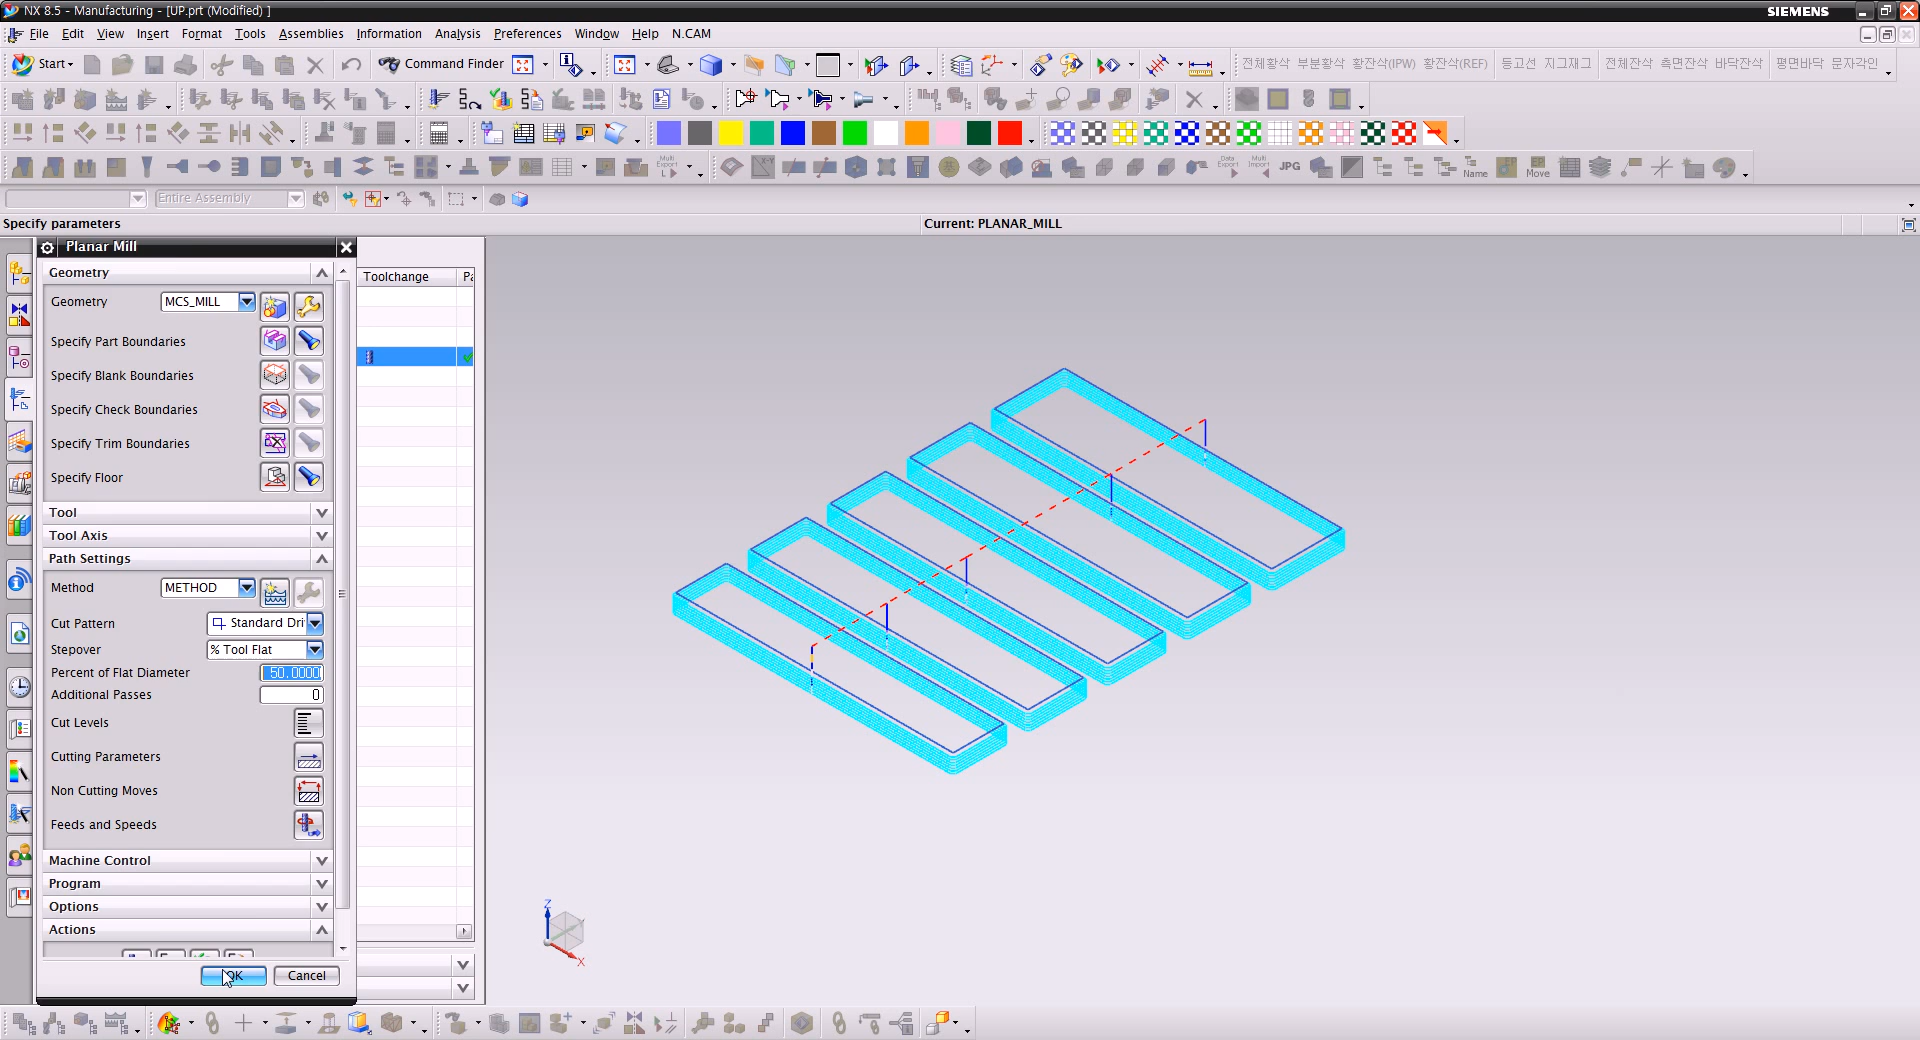 NX 8.5 - Manufacturing - [UP.prt (Modified) ]
SIEMENS
File Edit View Insert Format Tools Assemblies Information Analysis Preferences Window Help N.CAM
Start Command Finder 전체황삭 부분황삭 황잔삭(IPW) 황잔삭(REF) 등고선 지그재그 전체잔삭 측면잔삭 바닥잔삭 평면바닥 문자각인
Multi Data Export Multi Import JPG Name Move
Entire Assembly
Specify parameters
Current: PLANAR_MILL
Planar Mill
Toolchange Pa
Geometry
Geometry MCS_MILL
Specify Part Boundaries
Specify Blank Boundaries
Specify Check Boundaries
Specify Trim Boundaries
Specify Floor
Tool
Tool Axis
Path Settings
Method METHOD
Cut Pattern Standard Dri
Stepover % Tool Flat
Percent of Flat Diameter 50.0000
Additional Passes 0
Cut Levels
Cutting Parameters
Non Cutting Moves
Feeds and Speeds
Machine Control
Program
Options
Actions
OK Cancel
Z
X